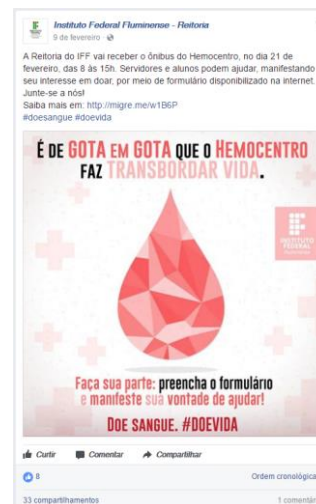 Instituto Federal Fluminense - Reitoria
9 de fevereiro ·
A Reitoria do IFF vai receber o ônibus do Hemocentro, no dia 21 de
fevereiro, das 8 às 15h. Servidores e alunos podem ajudar, manifestando
seu interesse em doar, por meio de formulário disponibilizado na internet.
Junte-se a nós!
Saiba mais em: http://migre.me/w1B6P
#doesangue #doevida
É DE GOTA EM GOTA QUE O HEMOCENTRO
FAZ TRANSBORDAR VIDA.
INSTITUTO
FEDERAL
Fluminense
Faça sua parte: preencha o formulário
e manifeste sua vontade de ajudar!
DOE SANGUE. #DOEVIDA
Curtir Comentar Compartilhar
8 Ordem cronológica
33 compartilhamentos 1 comentár